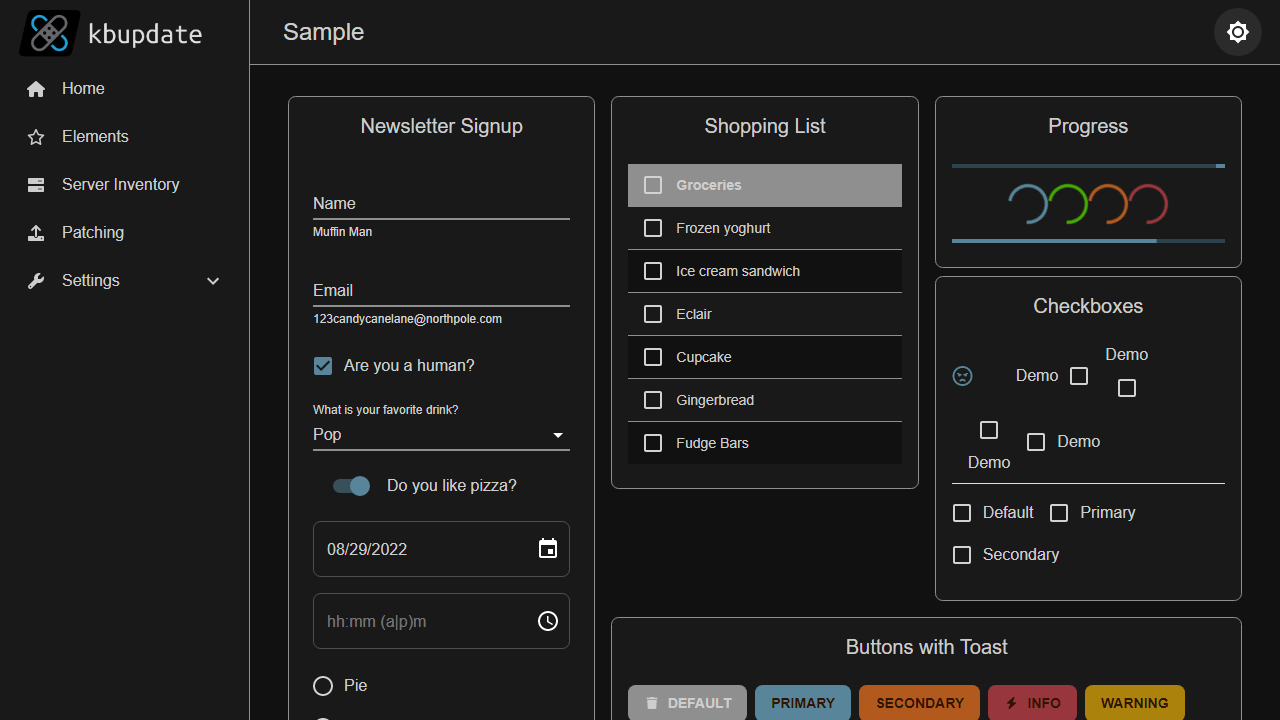 kbupdate
Home
Elements
Server Inventory
Patching
Settings
Sample
Newsletter Signup
Name
Muffin Man
Email
123candycanelane@northpole.com
Are you a human?
What is your favorite drink?
Pop
Do you like pizza?
08/29/2022
hh:mm (a|p)m
Pie
Shopping List
Groceries
Frozen yoghurt
Ice cream sandwich
Eclair
Cupcake
Gingerbread
Fudge Bars
Progress
Checkboxes
Demo
Demo
Demo
Demo
Default
Primary
Secondary
Buttons with Toast
DEFAULT
PRIMARY
SECONDARY
INFO
WARNING